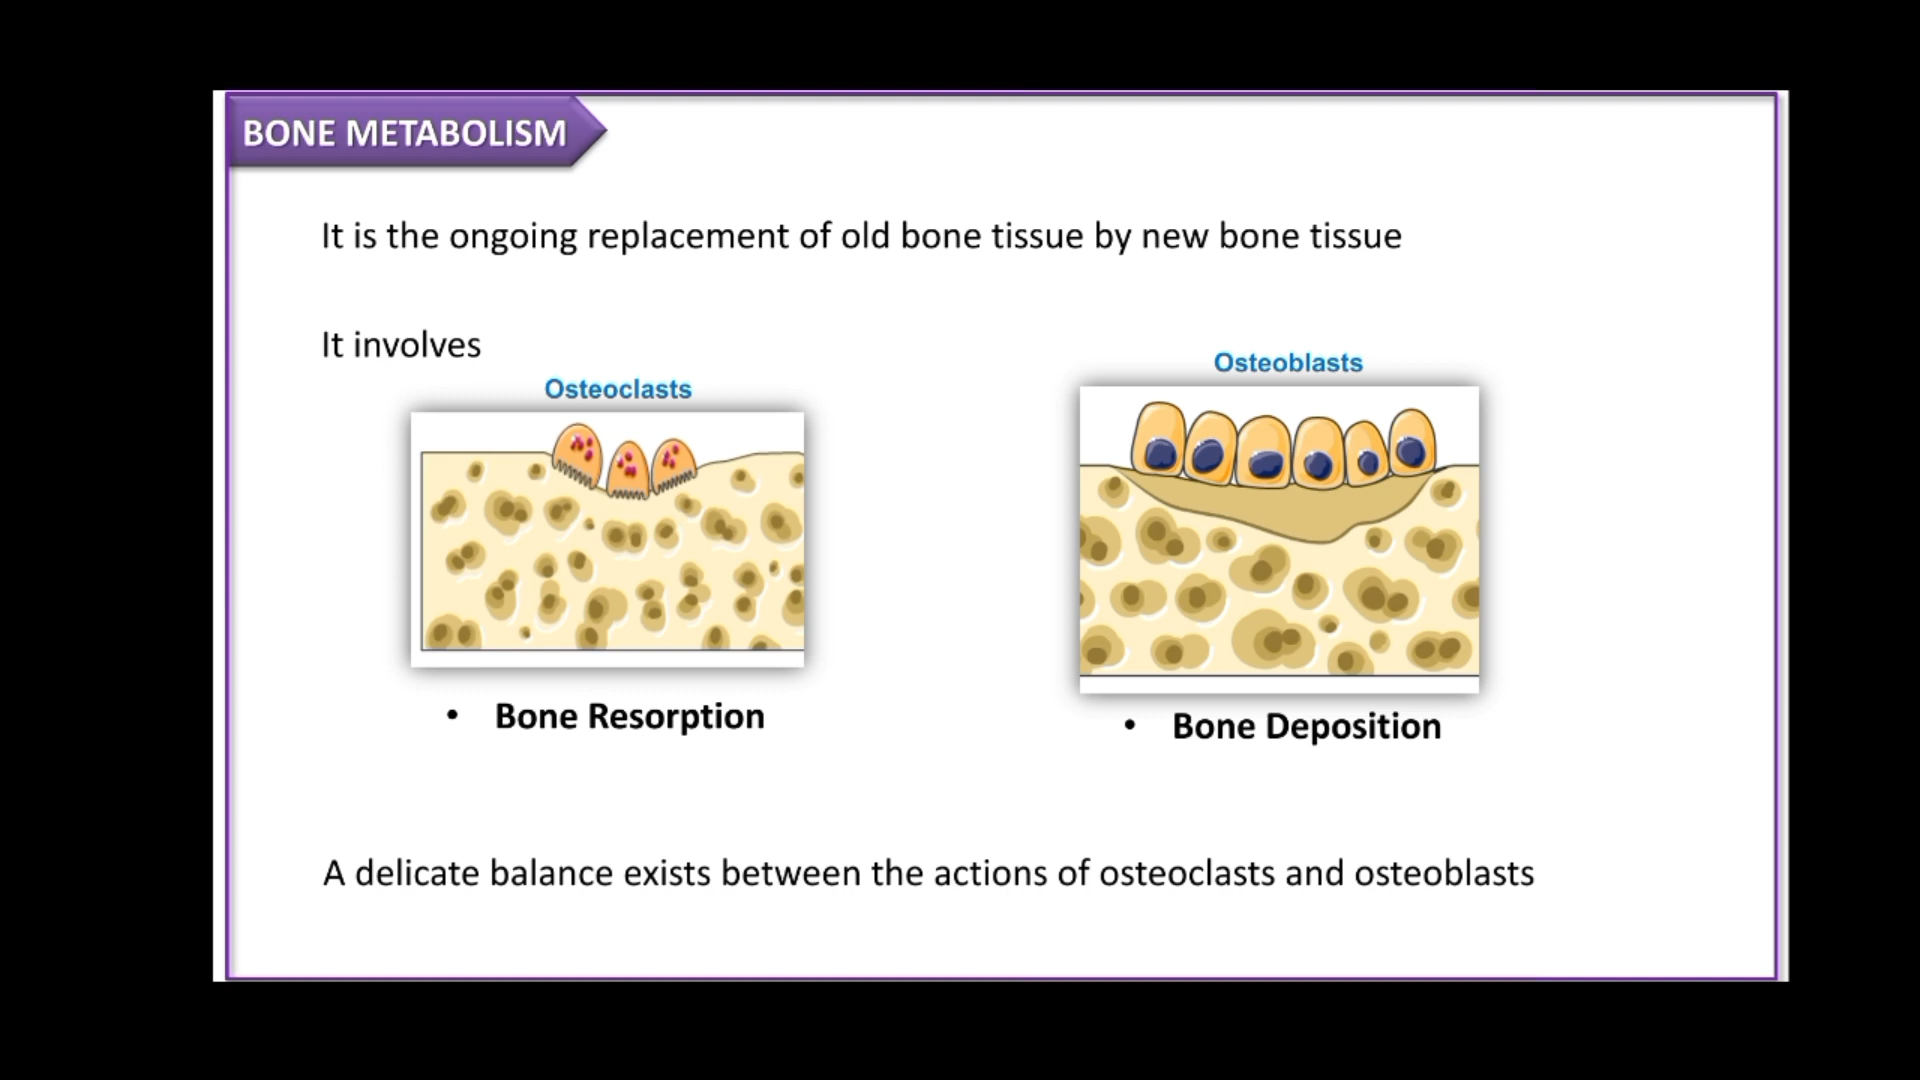 BONE METABOLISM
It is the ongoing replacement of old bone tissue by new bone tissue
It involves
Osteoclasts
Osteoblasts
• Bone Resorption
• Bone Deposition
A delicate balance exists between the actions of osteoclasts and osteoblasts